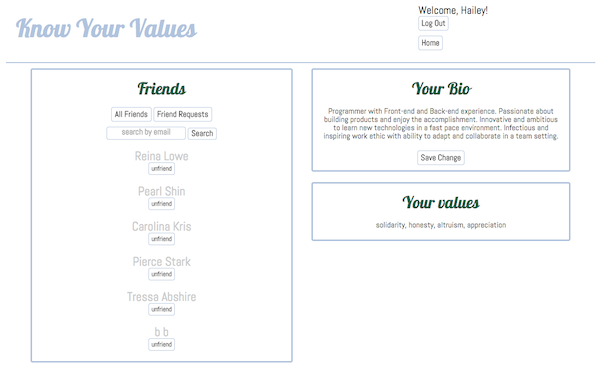 Know Your Values
Welcome, Hailey!
Log Out
Home
Friends
All Friends Friend Requests
search by email Search
Reina Lowe
unfriend
Pearl Shin
unfriend
Carolina Kris
unfriend
Pierce Stark
unfriend
Tressa Abshire
unfriend
b b
unfriend
Your Bio
Programmer with Front-end and Back-end experience. Passionate about
building products and enjoy the accomplishment. Innovative and ambitious
to learn new technologies in a fast pace environment. Infectious and
inspiring work ethic with ability to adapt and collaborate in a team setting.
Save Change
Your values
solidarity, honesty, altruism, appreciation